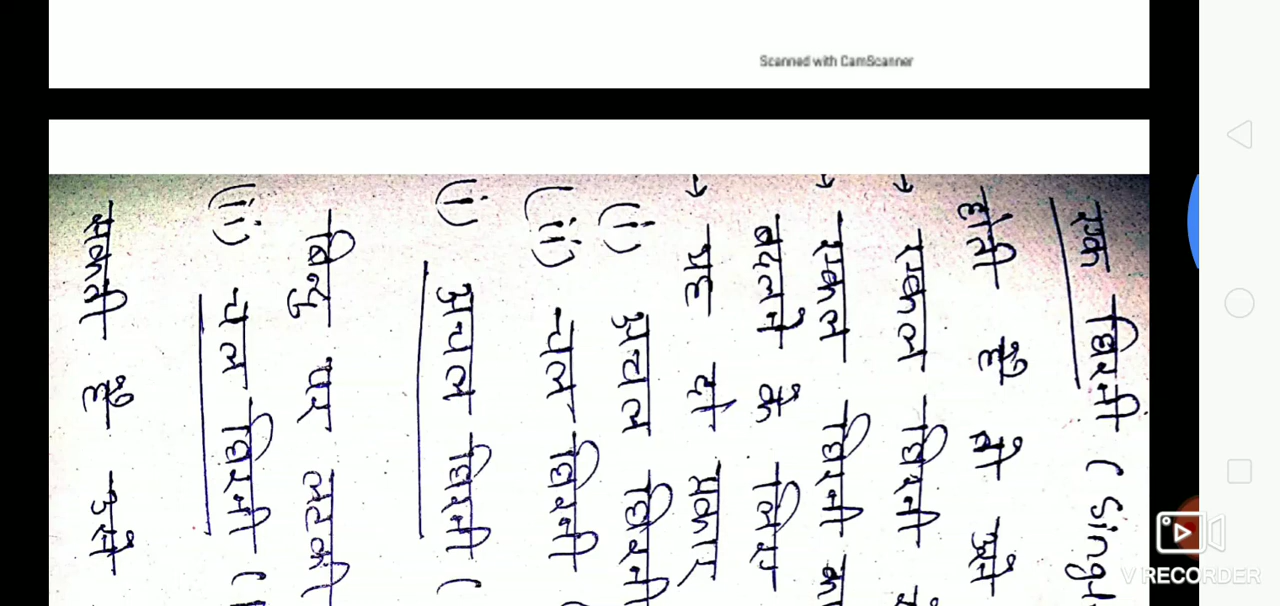 Scanned with CamScanner
एक घिरनी ( Single
होती है तो उसे
→ एकल घिरनी
→ एकल घिरनी का
बदलने के लिए
→ यह दो प्रकार
(i) अचल घिरनी
(ii) चल घिरनी (
(i) अचल घिरनी (
बिन्दु पर लटकी
(ii) चल घिरनी (
सकती है उसे
V RECORDER